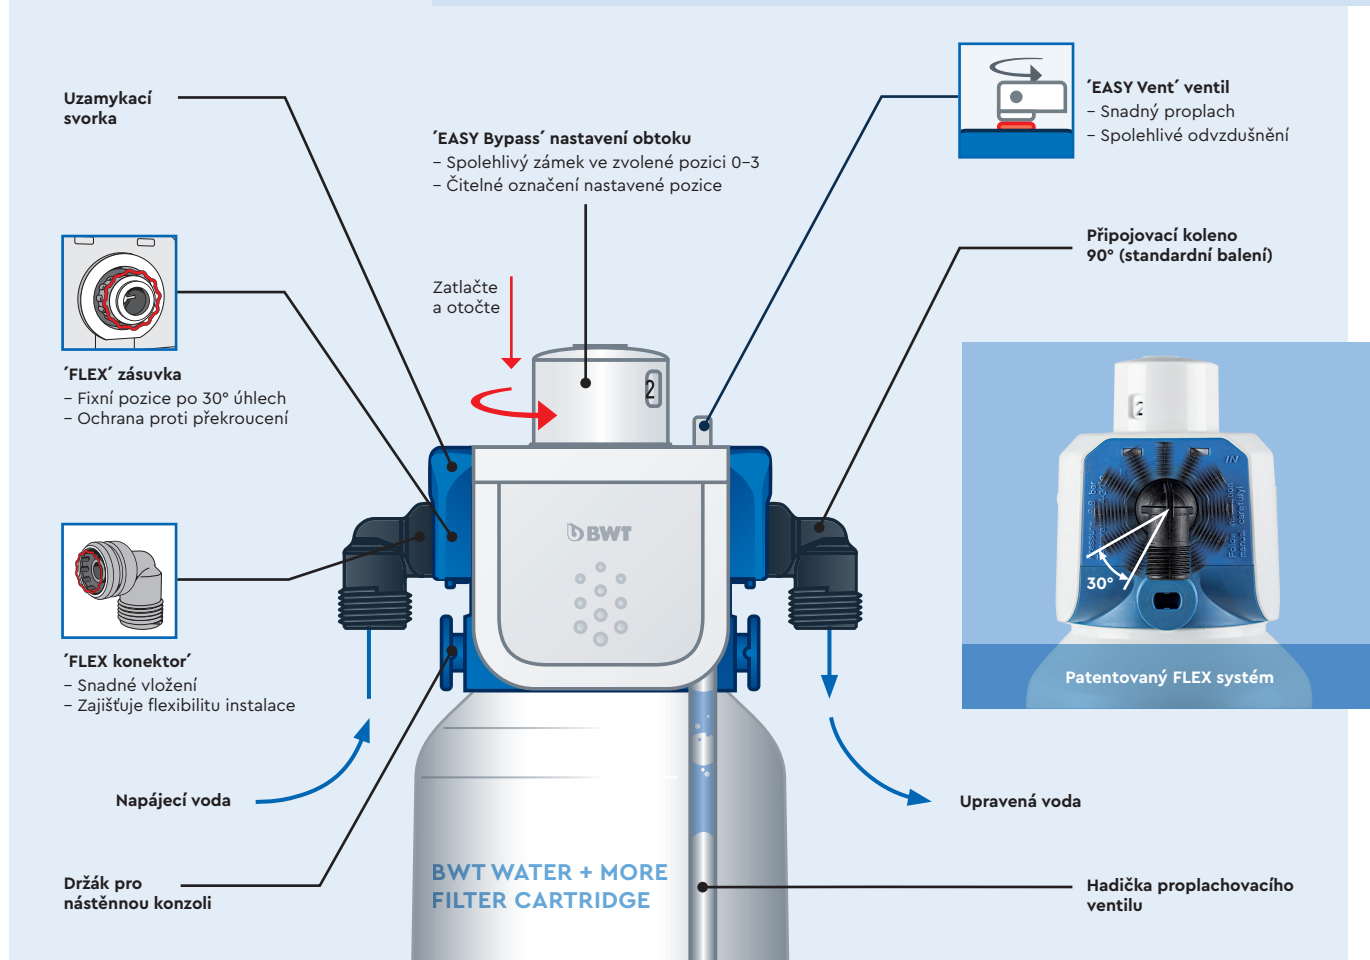 Uzamykací
svorka
´EASY Bypass´ nastavení obtoku
– Spolehlivý zámek ve zvolené pozici 0–3
– Čitelné označení nastavené pozice
´EASY Vent´ ventil
– Snadný proplach
– Spolehlivé odvzdušnění
Připojovací koleno
90° (standardní balení)
Zatlačte
a otočte
´FLEX´ zásuvka
– Fixní pozice po 30° úhlech
– Ochrana proti překroucení
2
2
IN
BWT
30°
Patentovaný FLEX systém
´FLEX konektor´
– Snadné vložení
– Zajišťuje flexibilitu instalace
Napájecí voda
Upravená voda
BWT WATER + MORE
FILTER CARTRIDGE
Držák pro
nástěnnou konzoli
Hadička proplachovacího
ventilu